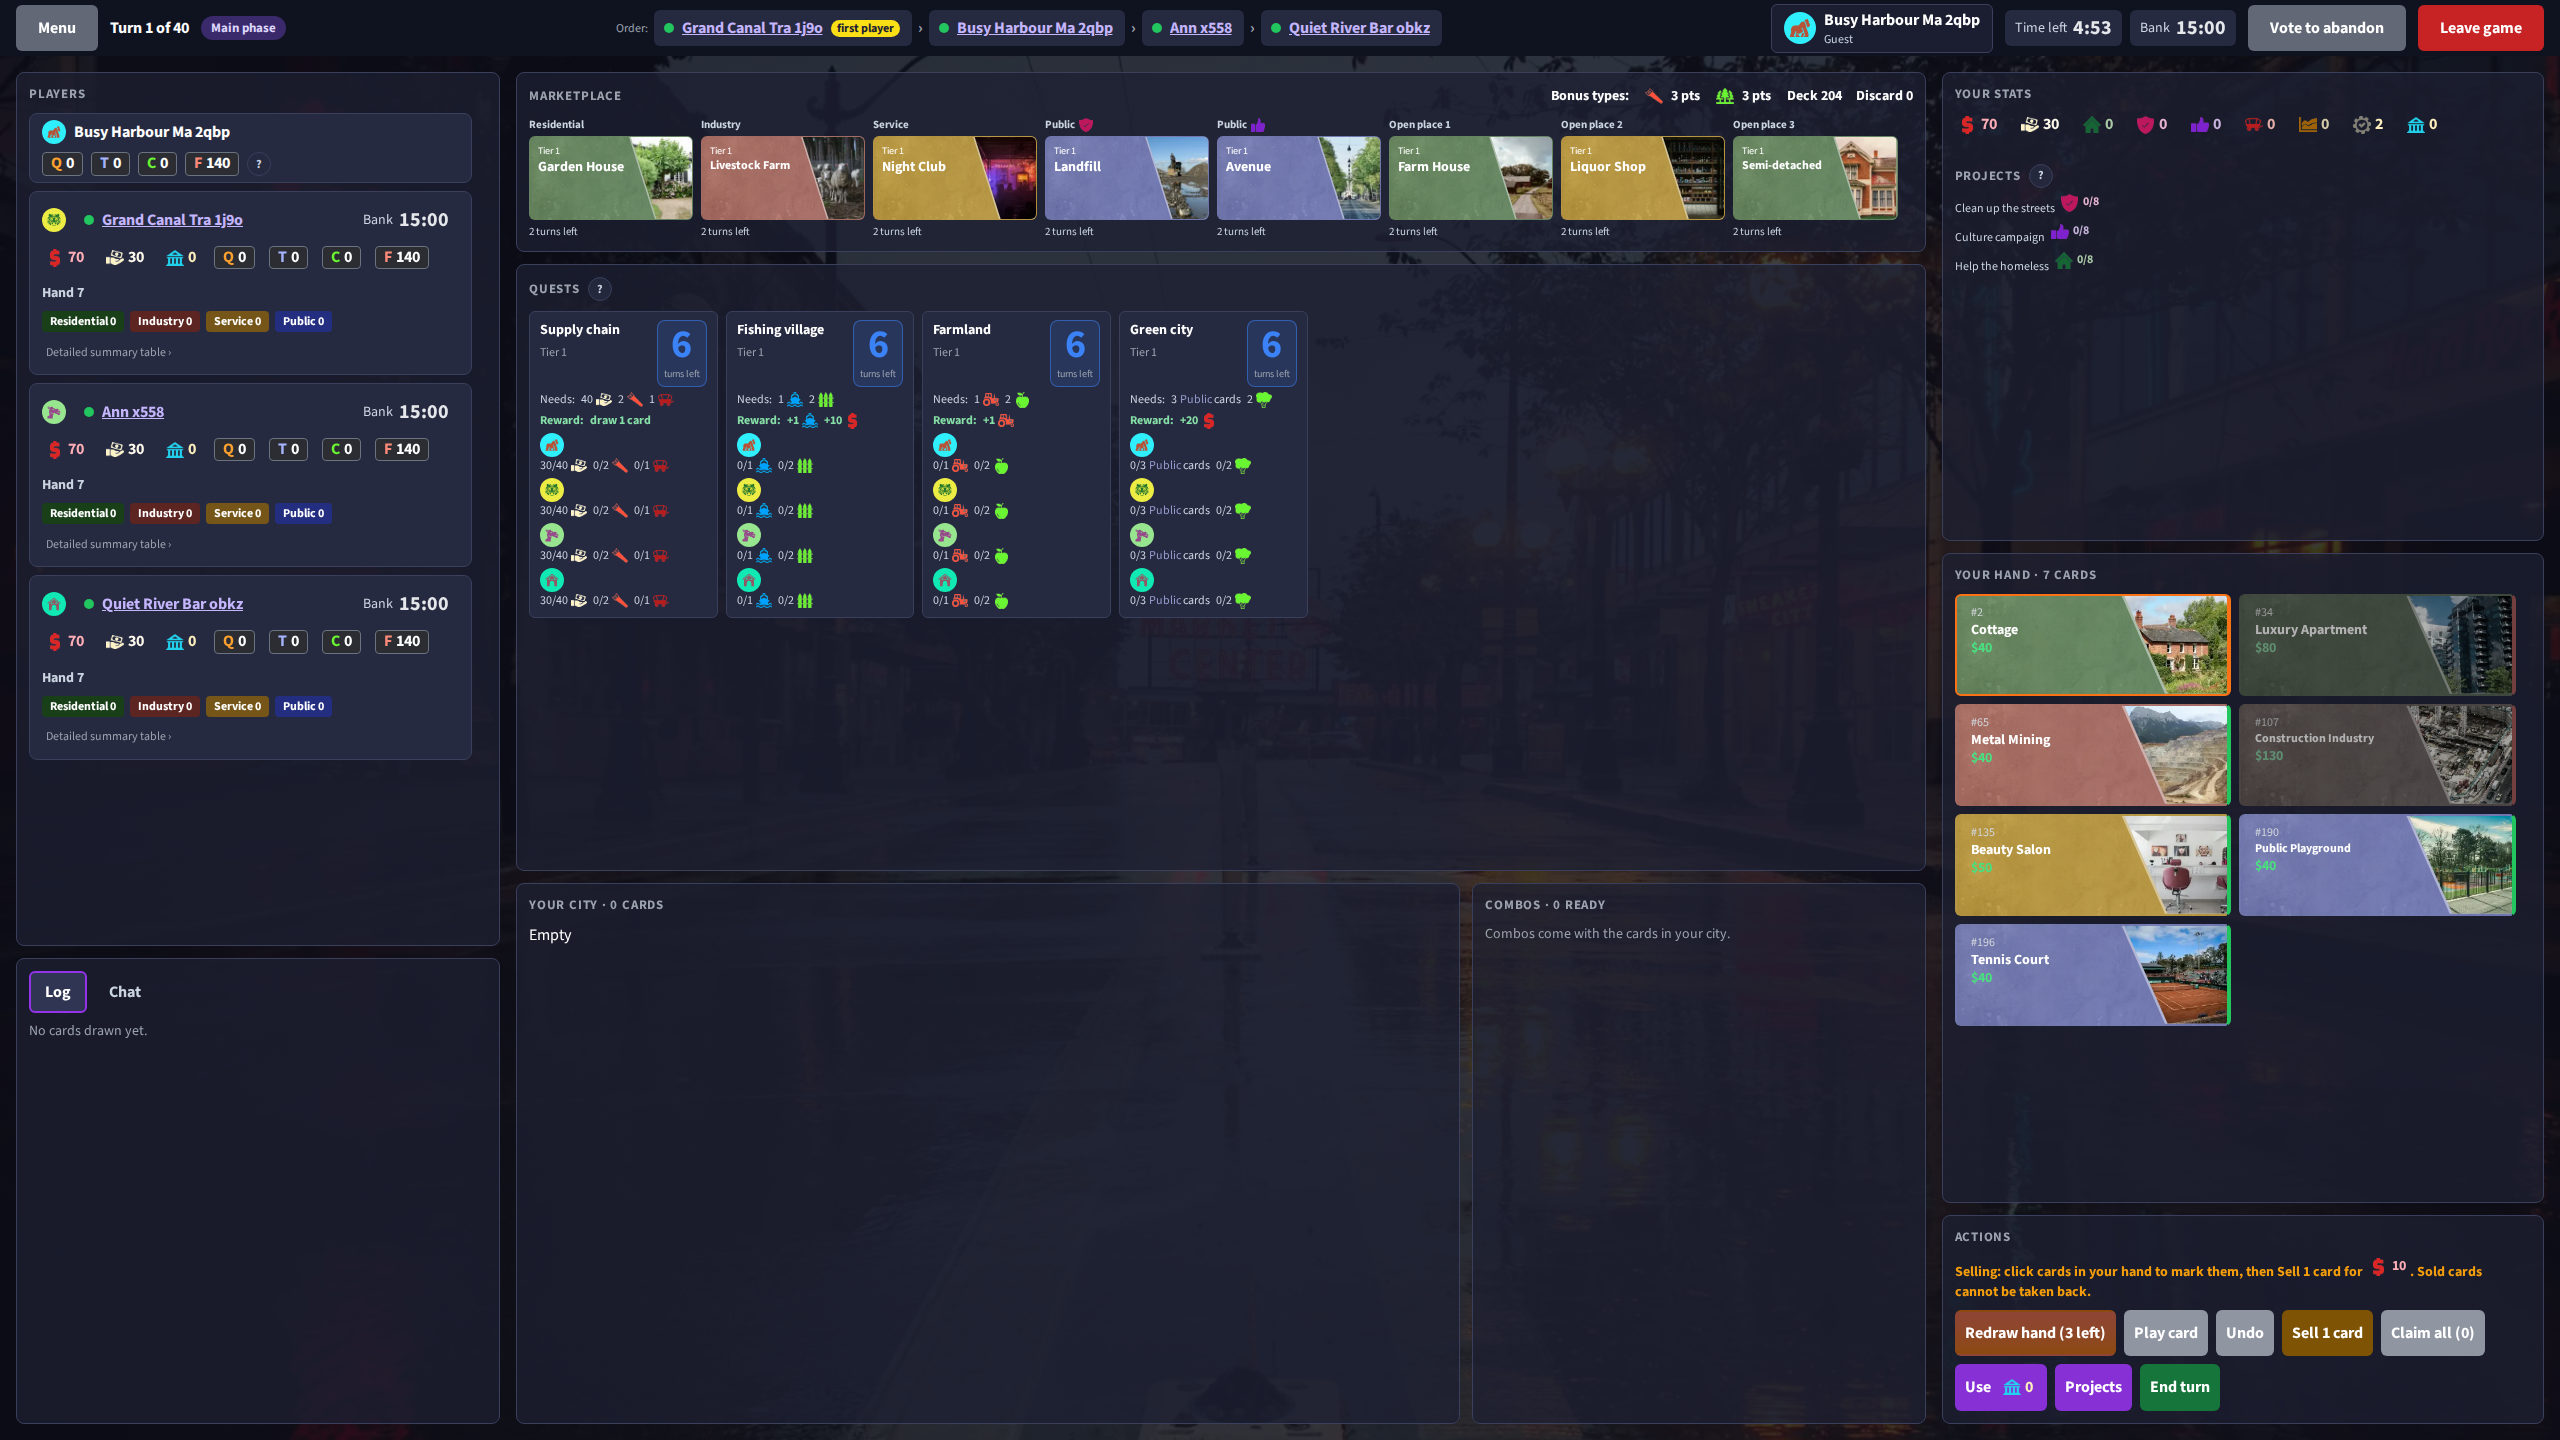 Menu
Turn 1 of 40
Main phase
Order:
Grand Canal Tra 1j9o
first player
›
Busy Harbour Ma 2qbp
›
Ann x558
›
Quiet River Bar obkz
Busy Harbour Ma 2qbp
Guest
Time left 4:53
Bank 15:00
Vote to abandon
Leave game
PLAYERS
Busy Harbour Ma 2qbp
Q 0
T 0
C 0
F 140
?
Grand Canal Tra 1j9o
Bank 15:00
70
30
0
Q 0
T 0
C 0
F 140
Hand 7
Residential 0
Industry 0
Service 0
Public 0
Detailed summary table ›
Ann x558
Bank 15:00
70
30
0
Q 0
T 0
C 0
F 140
Hand 7
Residential 0
Industry 0
Service 0
Public 0
Detailed summary table ›
Quiet River Bar obkz
Bank 15:00
70
30
0
Q 0
T 0
C 0
F 140
Hand 7
Residential 0
Industry 0
Service 0
Public 0
Detailed summary table ›
Log
Chat
No cards drawn yet.
MARKETPLACE
Bonus types:
3 pts
3 pts
Deck 204
Discard 0
Residential
Tier 1
Garden House
2 turns left
Industry
Tier 1
Livestock Farm
2 turns left
Service
Tier 1
Night Club
2 turns left
Public
Tier 1
Landfill
2 turns left
Public
Tier 1
Avenue
2 turns left
Open place 1
Tier 1
Farm House
2 turns left
Open place 2
Tier 1
Liquor Shop
2 turns left
Open place 3
Tier 1
Semi-detached
2 turns left
QUESTS
?
Supply chain
Tier 1
6
turns left
Needs: 40 2 1
Reward: draw 1 card
30/40 0/2 0/1
30/40 0/2 0/1
30/40 0/2 0/1
30/40 0/2 0/1
Fishing village
Tier 1
6
turns left
Needs: 1 2
Reward: +1 +10
0/1 0/2
0/1 0/2
0/1 0/2
0/1 0/2
Farmland
Tier 1
6
turns left
Needs: 1 2
Reward: +1
0/1 0/2
0/1 0/2
0/1 0/2
0/1 0/2
Green city
Tier 1
6
turns left
Needs: 3 Public cards 2
Reward: +20
0/3 Public cards 0/2
0/3 Public cards 0/2
0/3 Public cards 0/2
0/3 Public cards 0/2
YOUR CITY · 0 CARDS
Empty
COMBOS · 0 READY
Combos come with the cards in your city.
YOUR STATS
70
30
0
0
0
0
0
2
0
PROJECTS
?
Clean up the streets 0/8
Culture campaign 0/8
Help the homeless 0/8
YOUR HAND · 7 CARDS
#2
Cottage
$40
#34
Luxury Apartment
$80
#65
Metal Mining
$40
#107
Construction Industry
$130
#135
Beauty Salon
$50
#190
Public Playground
$40
#196
Tennis Court
$40
ACTIONS
Selling: click cards in your hand to mark them, then Sell 1 card for 10 . Sold cards
cannot be taken back.
Redraw hand (3 left)
Play card
Undo
Sell 1 card
Claim all (0)
Use 0
Projects
End turn